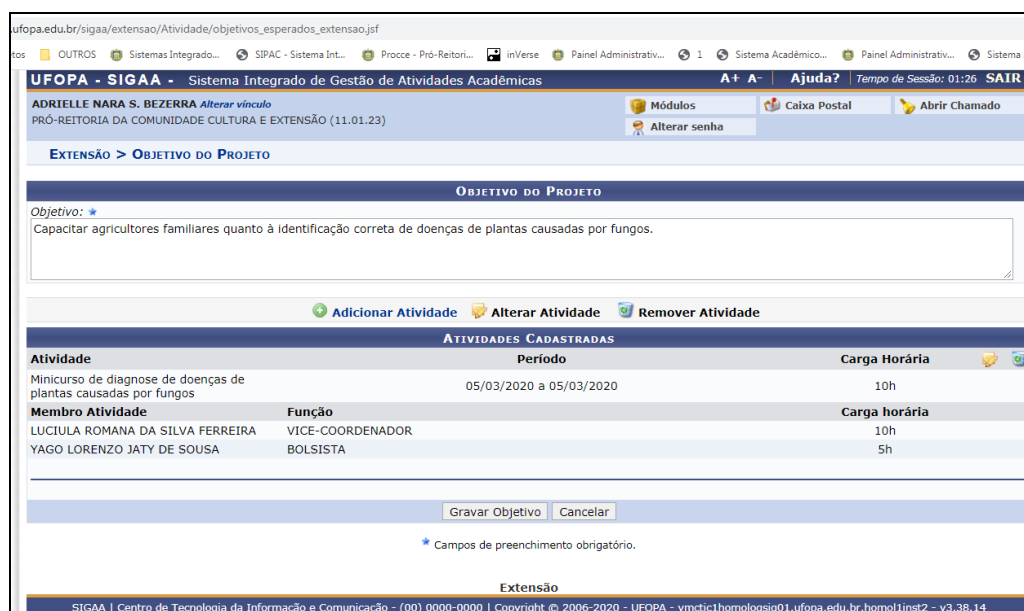 .ufopa.edu.br/sigaa/extensao/Atividade/objetivos_esperados_extensao.jsf
tos OUTROS Sistemas Integrado... SIPAC - Sistema Int... Procce - Pró-Reitori... inVerse Painel Administrativ... 1 Sistema Acadêmico... Painel Administrativ... Sistema
UFOPA - SIGAA - Sistema Integrado de Gestão de Atividades Acadêmicas A+ A- Ajuda? Tempo de Sessão: 01:26 SAIR
ADRIELLE NARA S. BEZERRA Alterar vínculo Módulos Caixa Postal Abrir Chamado
PRÓ-REITORIA DA COMUNIDADE CULTURA E EXTENSÃO (11.01.23)
Alterar senha
EXTENSÃO > OBJETIVO DO PROJETO
OBJETIVO DO PROJETO
Objetivo:
Capacitar agricultores familiares quanto à identificação correta de doenças de plantas causadas por fungos.
Adicionar Atividade Alterar Atividade Remover Atividade
ATIVIDADES CADASTRADAS
Atividade Período Carga Horária
Minicurso de diagnose de doenças de
plantas causadas por fungos 05/03/2020 a 05/03/2020 10h
Membro Atividade Função Carga horária
LUCIULA ROMANA DA SILVA FERREIRA VICE-COORDENADOR 10h
YAGO LORENZO JATY DE SOUSA BOLSISTA 5h
Gravar Objetivo Cancelar
Campos de preenchimento obrigatório.
Extensão
SIGAA | Centro de Tecnologia da Informação e Comunicação - (00) 0000-0000 | Copyright © 2006-2020 - UFOPA - vmctic1homologsig01.ufopa.edu.br.homol1inst2 - v3.38.14